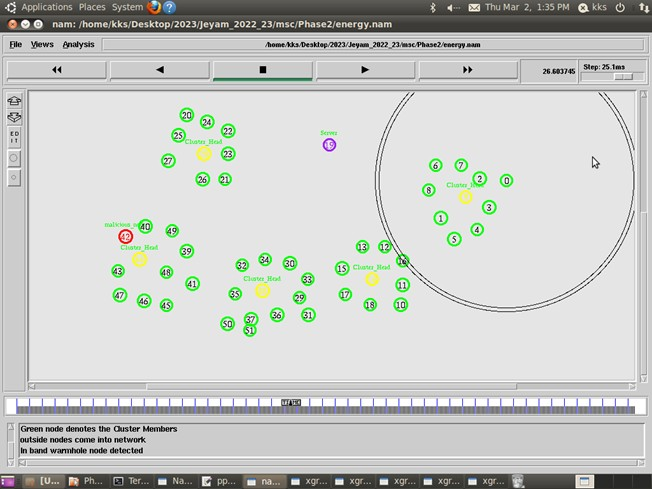 Applications Places System
Thu Mar 2, 1:35 PM
kks
nam: /home/kks/Desktop/2023/Jeyam_2022_23/msc/Phase2/energy.nam
File Views Analysis
/home/kks/Desktop/2023/Jeyam_2022_23/msc/Phase2/energy.nam
26.603745
Step: 25.1ms
EDIT
20
24
22
25
Cluster_Head
23
27
26
21
Server
19
6
7
2
0
8
Cluster_Head
3
1
4
5
40
42
49
Cluster_Head
39
43
48
41
47
46
45
32
34
30
Cluster_Head
33
35
29
37
36
31
50
51
13
12
16
15
Cluster_Head
11
17
18
10
Green node denotes the Cluster Members
outside nodes come into network
In band warmhole node detected
[U...
Ph...
Ter...
Na...
pp...
na...
xgr...
xgr...
xgr...
xgr...
xgr...